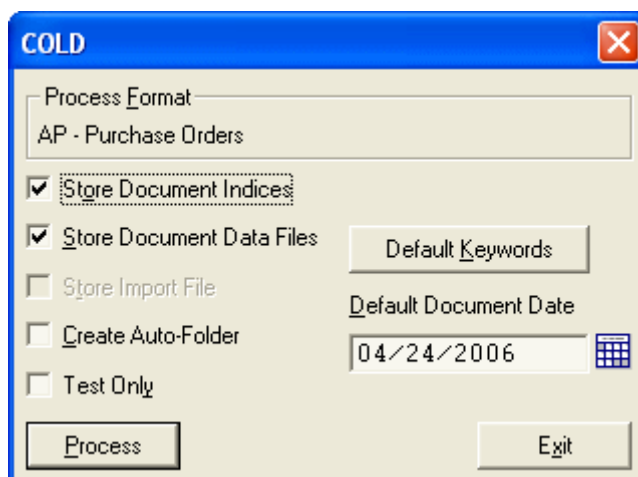 COLD
Process Format
AP - Purchase Orders
Store Document Indices
Store Document Data Files
Default Keywords
Store Import File
Default Document Date
Create Auto-Folder
04/24/2006
Test Only
Process
Exit